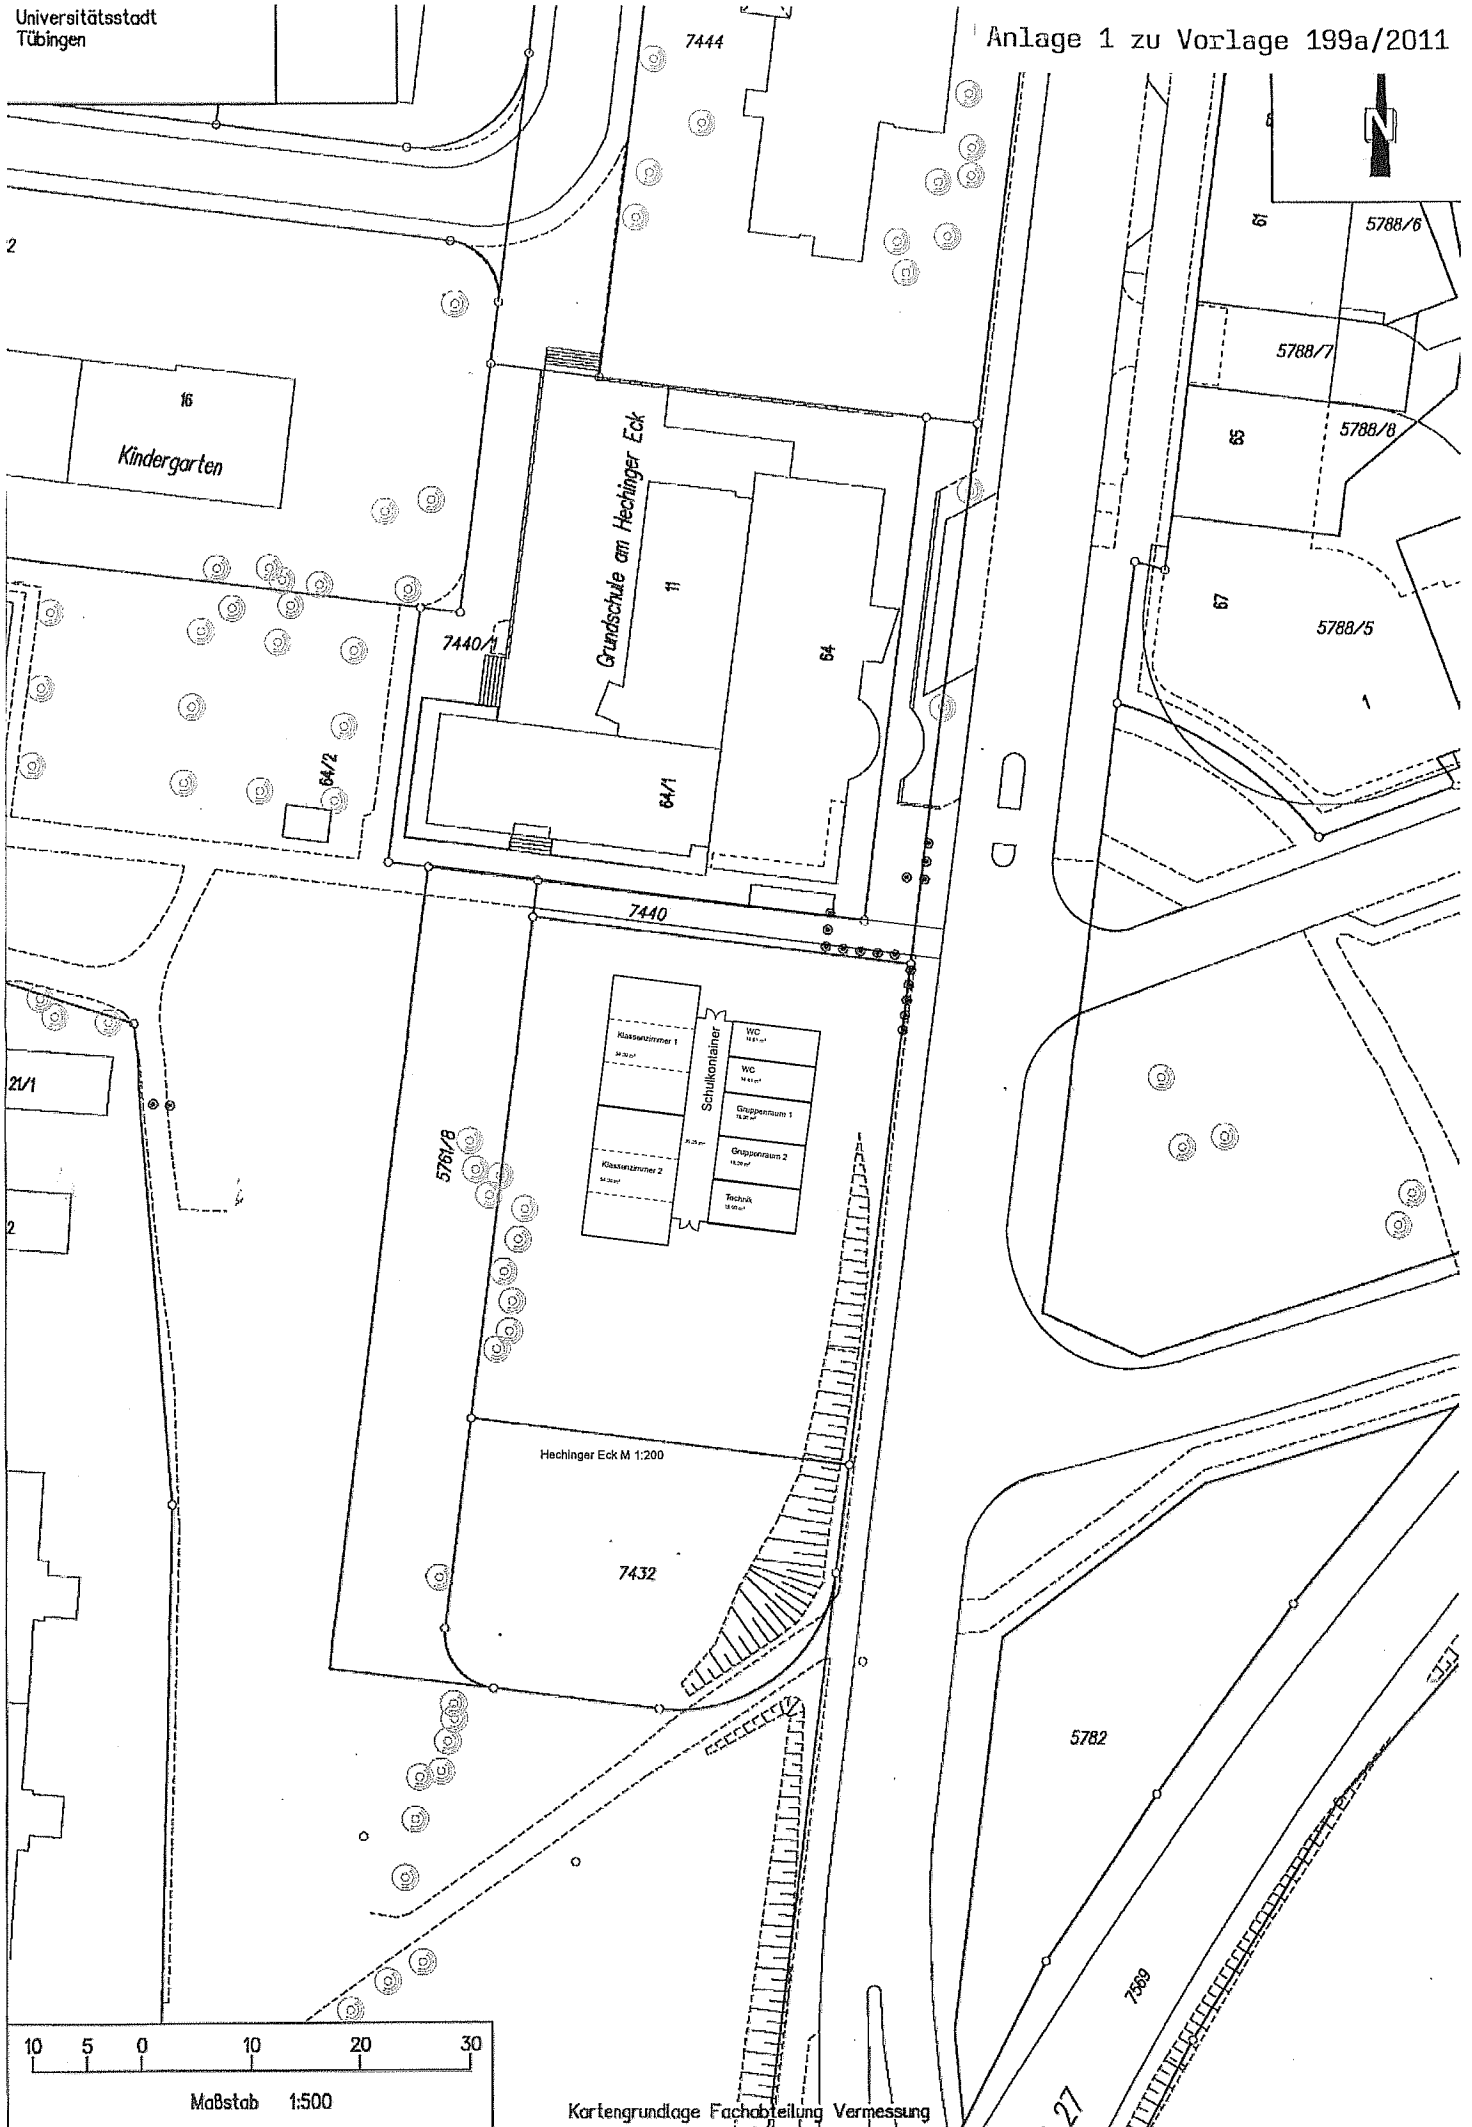 Universitätsstadt
Tübingen
Anlage 1 zu Vorlage 199a/2011
N
7444
61
5788/6
5788/7
65
5788/8
67
5788/5
1
2
16
Kindergarten
Grundschule am Hechinger Eck
11
64
7440/1
64/2
64/1
7440
21/1
2
5761/8
Klassenzimmer 1
Klassenzimmer 2
Schulkontainer
WC
WC
Gruppenraum 1
Gruppenraum 2
Technik
Hechinger Eck M 1:200
7432
5782
7569
27
10 5 0 10 20 30
Maßstab 1:500
Kartengrundlage Fachabteilung Vermessung